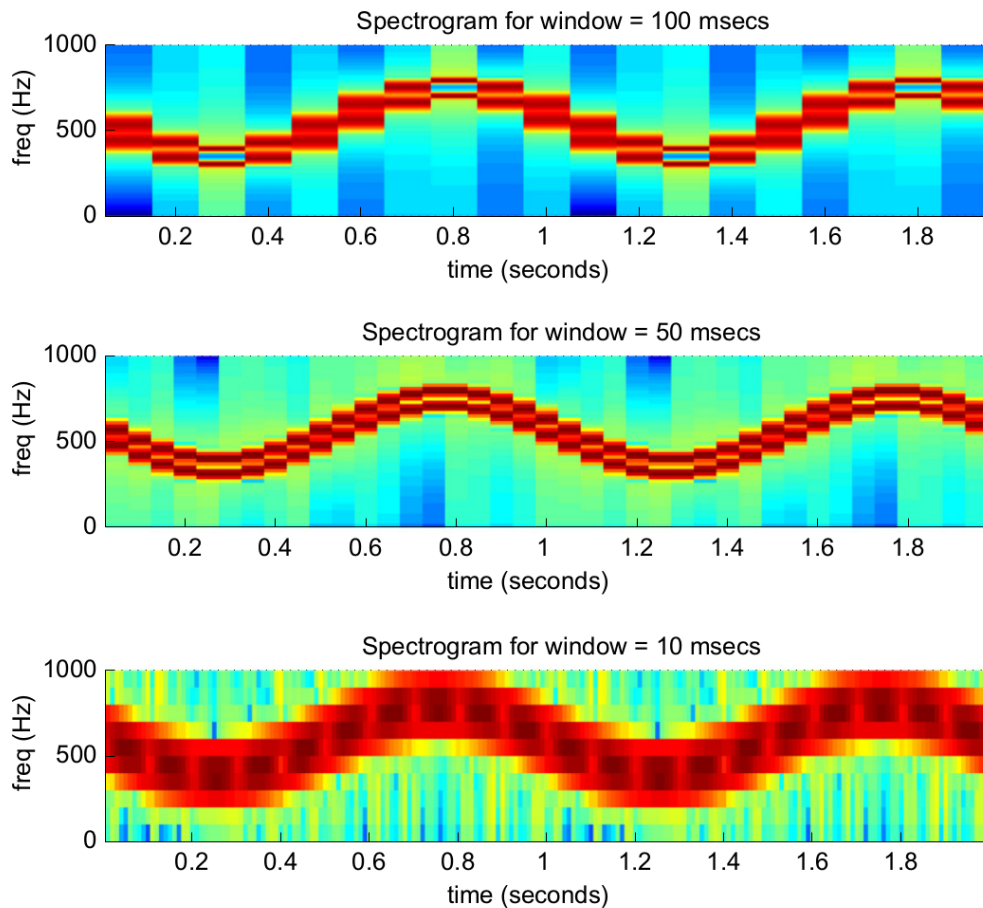 Spectrogram for window = 100 msecs
1000
500
0
freq (Hz)
0.2 0.4 0.6 0.8 1 1.2 1.4 1.6 1.8
time (seconds)
Spectrogram for window = 50 msecs
1000
500
0
freq (Hz)
0.2 0.4 0.6 0.8 1 1.2 1.4 1.6 1.8
time (seconds)
Spectrogram for window = 10 msecs
1000
500
0
freq (Hz)
0.2 0.4 0.6 0.8 1 1.2 1.4 1.6 1.8
time (seconds)